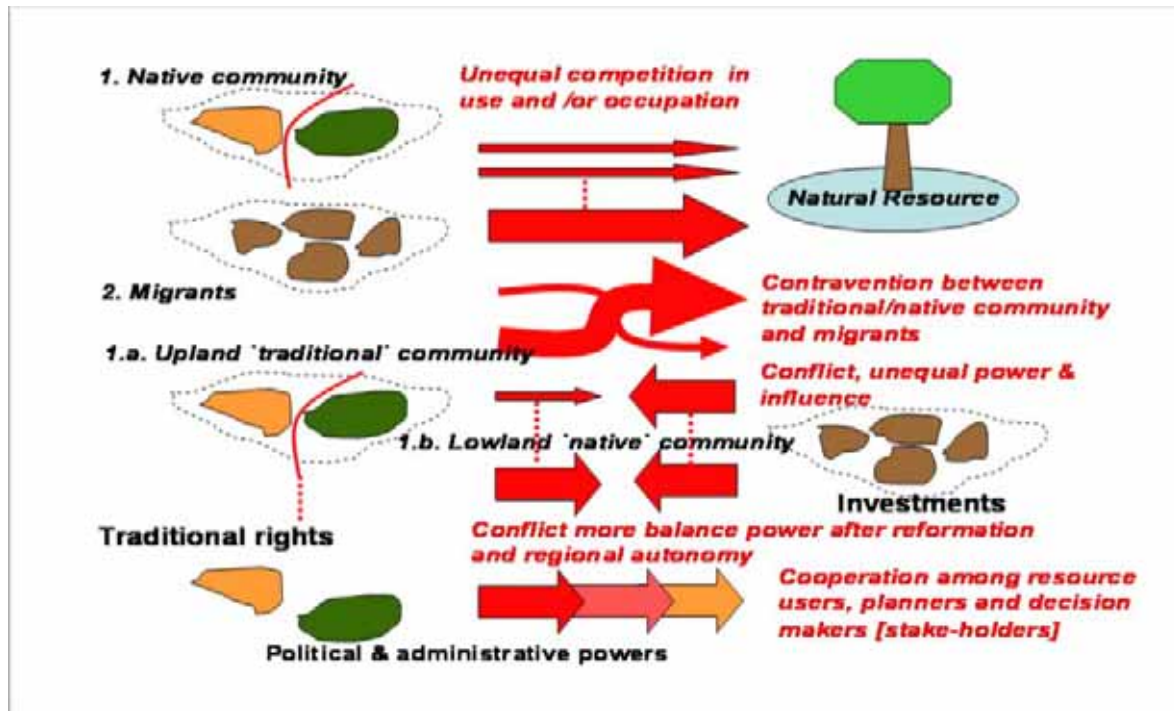 1. Native community
Unequal competition in
use and /or occupation
Natural Resource
2. Migrants
Contravention between
traditional/native community
and migrants
1.a. Upland `traditional` community
Conflict, unequal power &
influence
1.b. Lowland `native` community
Investments
Traditional rights
Conflict more balance power after reformation
and regional autonomy
Cooperation among resource
users, planners and decision
makers [stake-holders]
Political & administrative powers